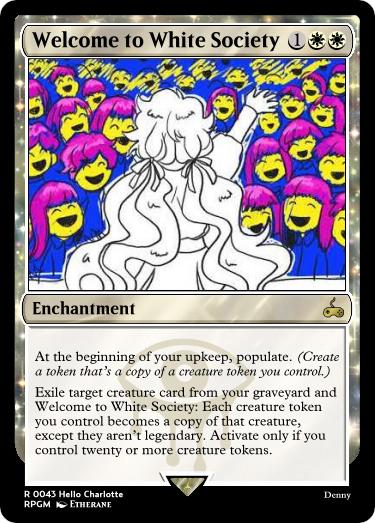 Welcome to White Society 1
Enchantment
At the beginning of your upkeep, populate. (Create
a token that's a copy of a creature token you control.)
Exile target creature card from your graveyard and
Welcome to White Society: Each creature token
you control becomes a copy of that creature,
except they aren't legendary. Activate only if you
control twenty or more creature tokens.
R 0043 Hello Charlotte
RPGM ETHERANE
Denny